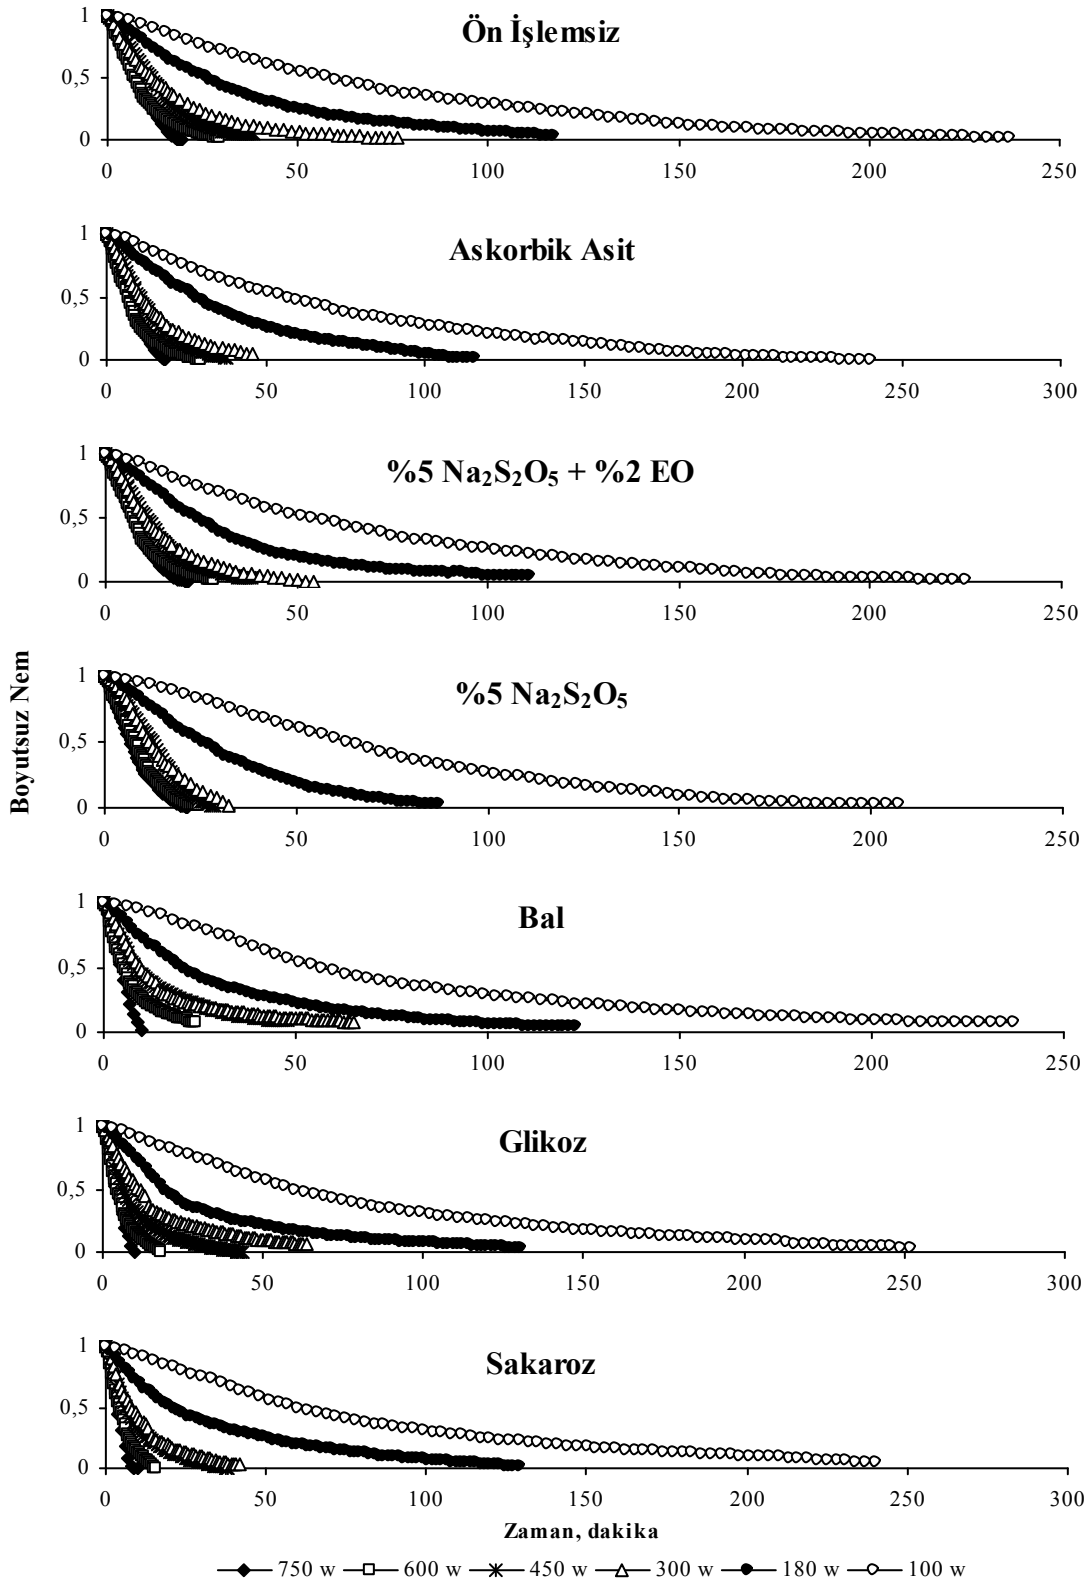 Ön İşlemsiz
1
0,5
0
0 50 100 150 200 250
Askorbik Asit
1
0,5
0
0 50 100 150 200 250 300
%5 Na₂S₂O₅ + %2 EO
1
0,5
0
0 50 100 150 200 250
%5 Na₂S₂O₅
1
0,5
0
0 50 100 150 200 250
Boyutsuz Nem
Bal
1
0,5
0
0 50 100 150 200 250
Glikoz
1
0,5
0
0 50 100 150 200 250 300
Sakaroz
1
0,5
0
0 50 100 150 200 250 300
Zaman, dakika
750 w 600 w 450 w 300 w 180 w 100 w